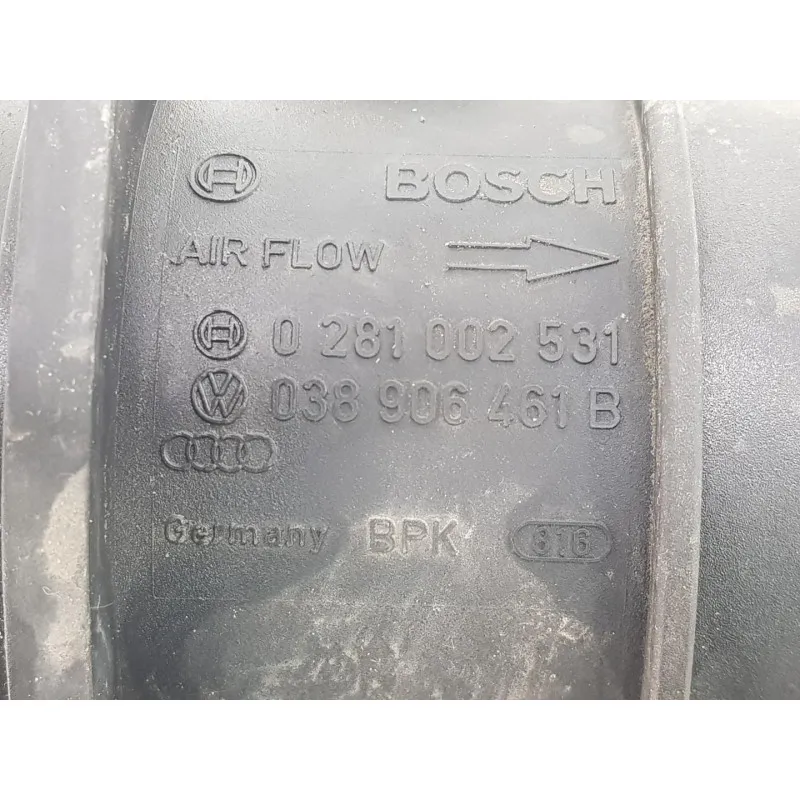 BOSCH
AIR FLOW
0 281 002 531
038 906 461 B
Germany BPK 816